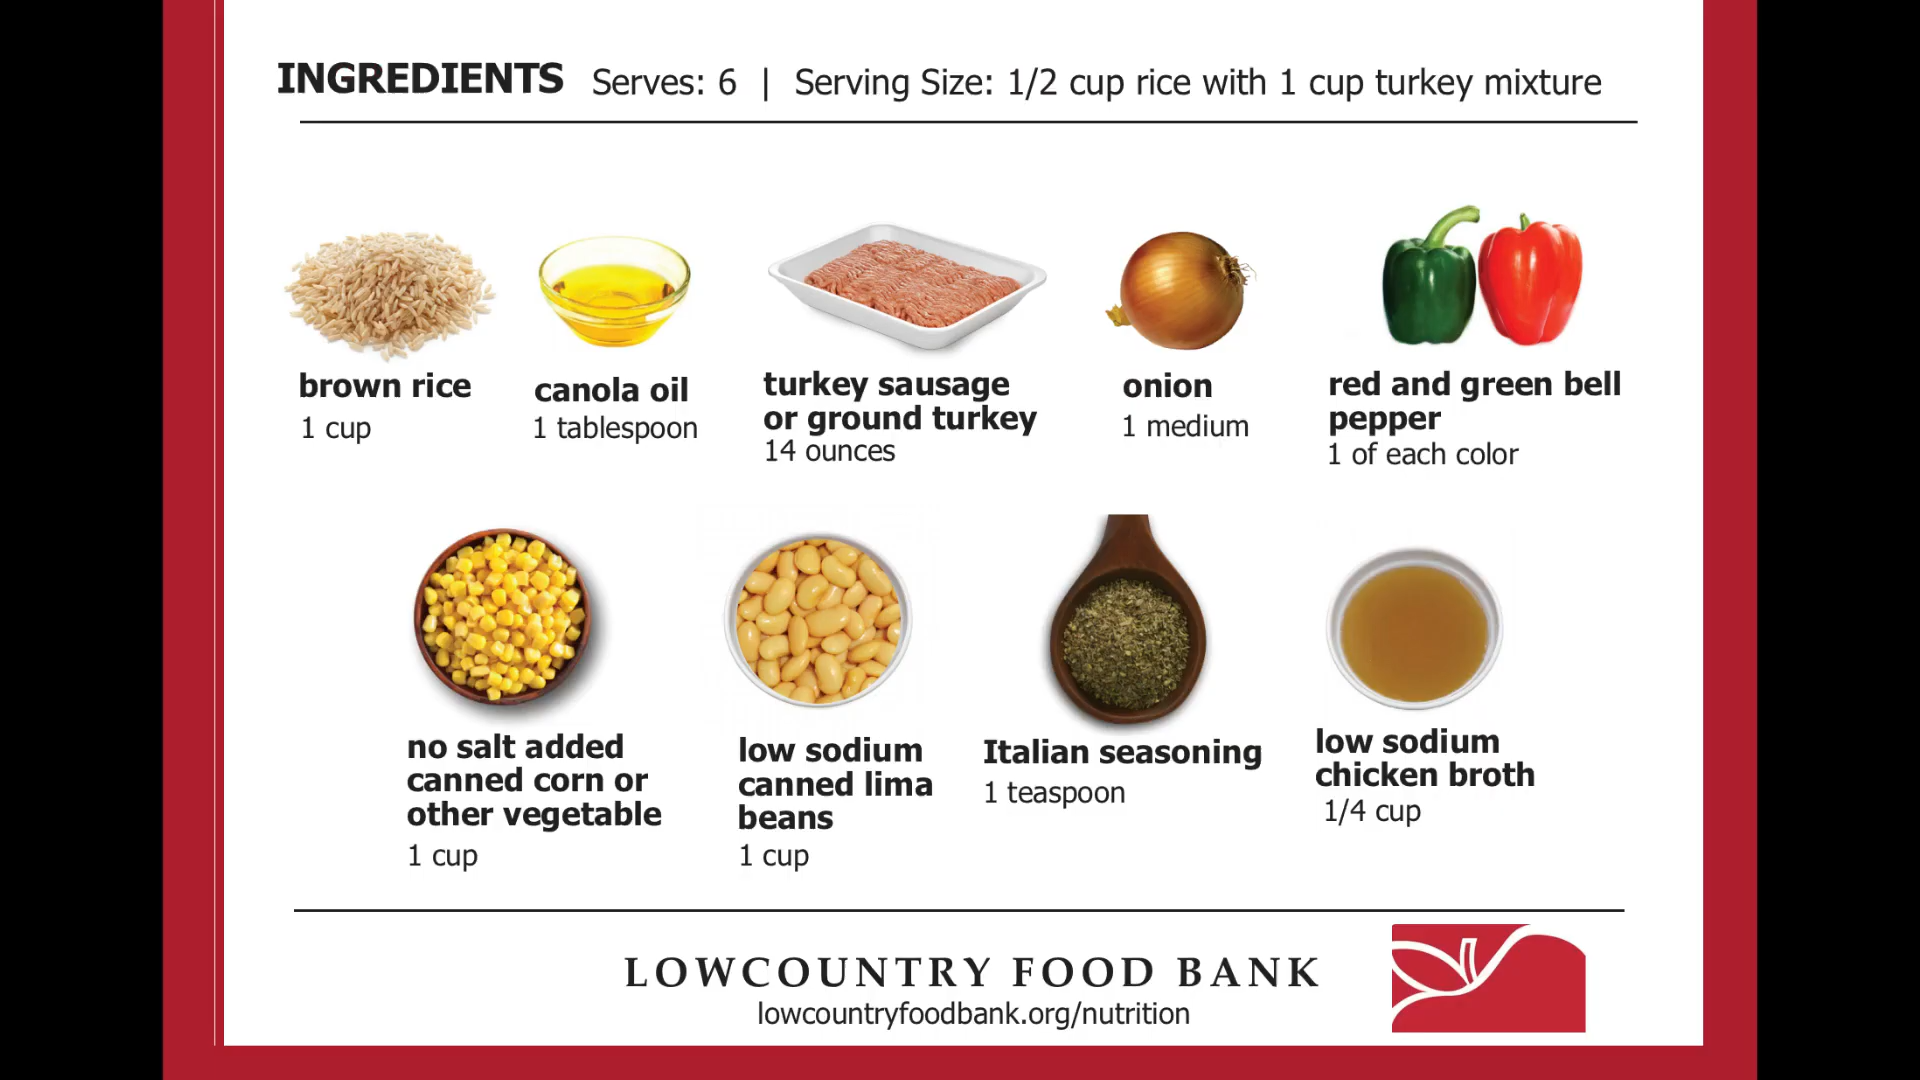 INGREDIENTS Serves: 6 | Serving Size: 1/2 cup rice with 1 cup turkey mixture
brown rice
1 cup
canola oil
1 tablespoon
turkey sausage
or ground turkey
14 ounces
onion
1 medium
red and green bell
pepper
1 of each color
no salt added
canned corn or
other vegetable
1 cup
low sodium
canned lima
beans
1 cup
Italian seasoning
1 teaspoon
low sodium
chicken broth
1/4 cup
LOWCOUNTRY FOOD BANK
lowcountryfoodbank.org/nutrition